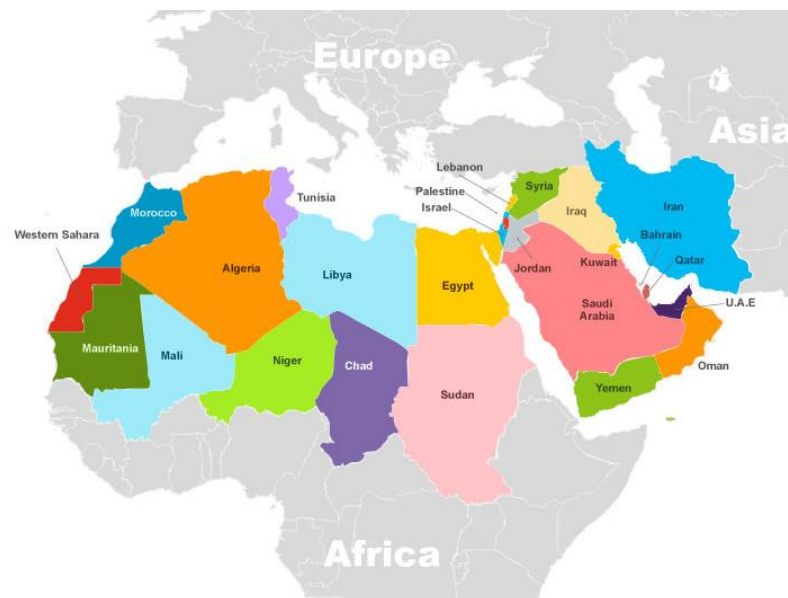 Europe
Asia
Lebanon
Syria
Palestine
Tunisia
Israel
Iraq
Iran
Morocco
Western Sahara
Bahrain
Jordan
Kuwait
Qatar
Algeria
Libya
Egypt
Saudi
Arabia
U.A.E
Mauritania
Mali
Niger
Chad
Oman
Yemen
Sudan
Africa